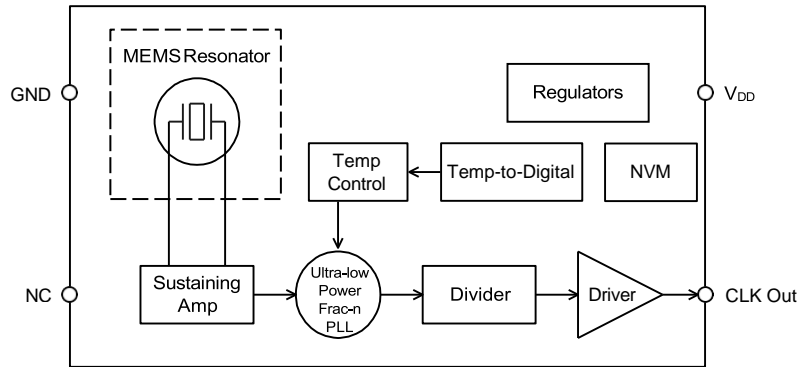 MEMS Resonator
GND
Regulators
VDD
Temp
Control
Temp-to-Digital
NVM
NC
Sustaining
Amp
Ultra-low
Power
Frac-n
PLL
Divider
Driver
CLK Out